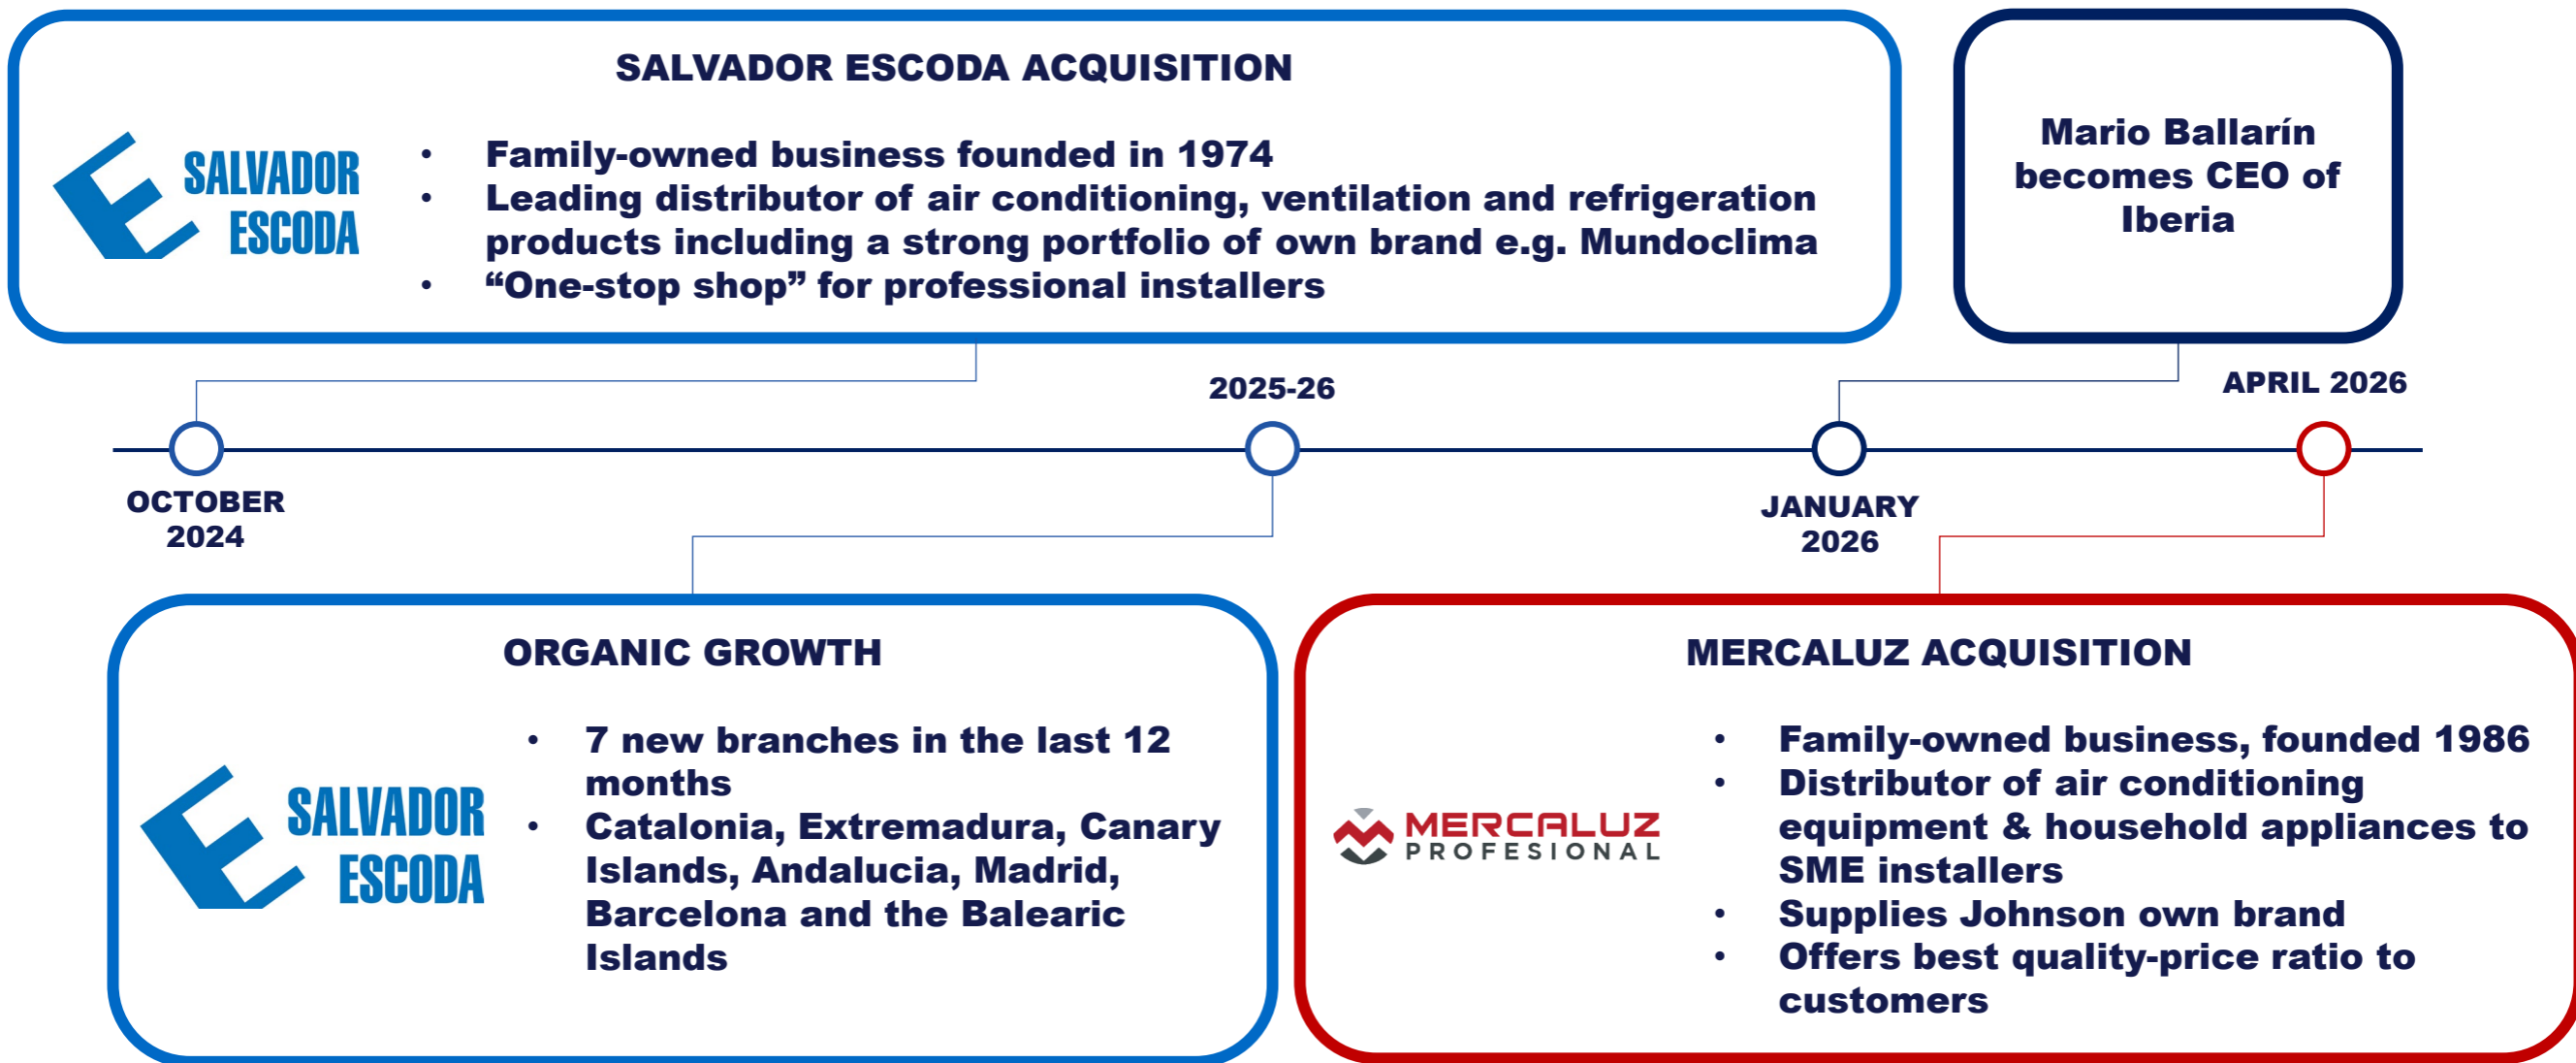 SALVADOR ESCODA ACQUISITION
SALVADOR
ESCODA
• Family-owned business founded in 1974
• Leading distributor of air conditioning, ventilation and refrigeration
products including a strong portfolio of own brand e.g. Mundoclima
• “One-stop shop” for professional installers
Mario Ballarín
becomes CEO of
Iberia
2025-26
APRIL 2026
OCTOBER
2024
JANUARY
2026
ORGANIC GROWTH
SALVADOR
ESCODA
• 7 new branches in the last 12
months
• Catalonia, Extremadura, Canary
Islands, Andalucia, Madrid,
Barcelona and the Balearic
Islands
MERCALUZ ACQUISITION
MERCALUZ
PROFESIONAL
• Family-owned business, founded 1986
• Distributor of air conditioning
equipment & household appliances to
SME installers
• Supplies Johnson own brand
• Offers best quality-price ratio to
customers